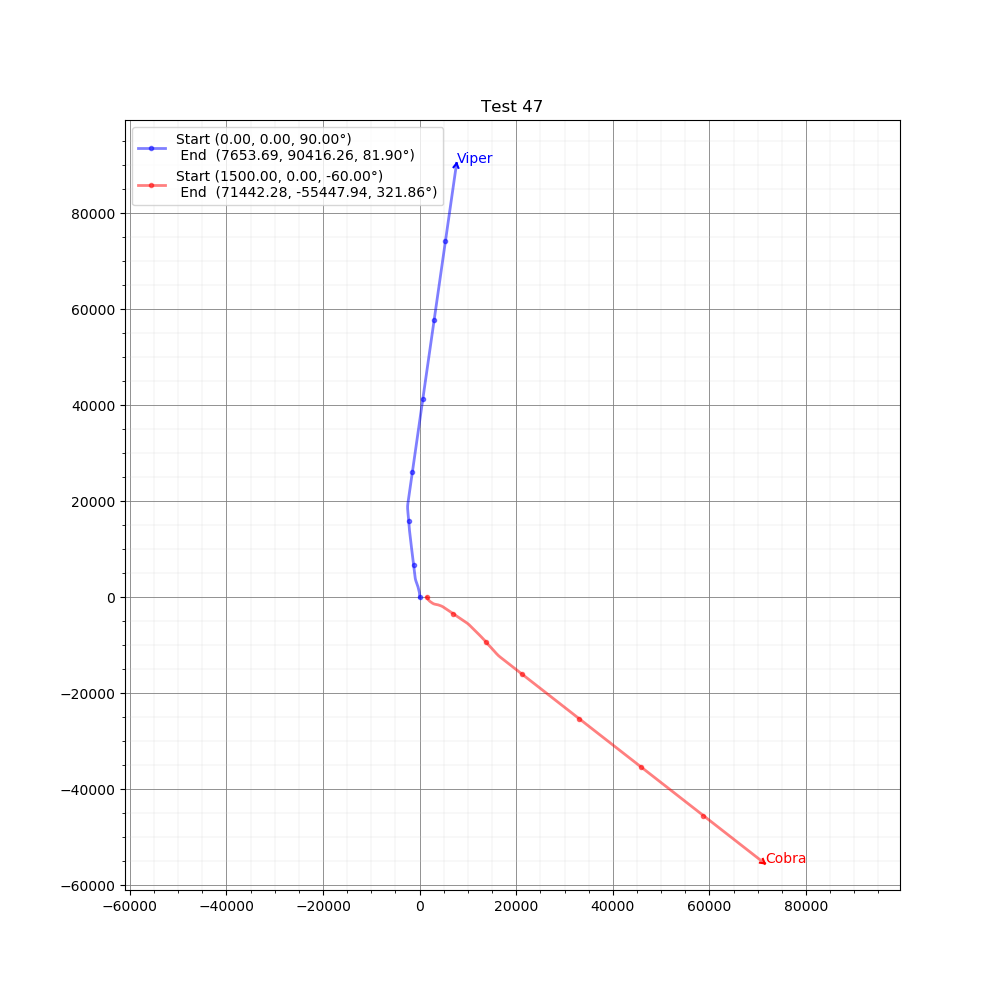 Test 47
Start (0.00, 0.00, 90.00°)
End (7653.69, 90416.26, 81.90°)
Start (1500.00, 0.00, -60.00°)
End (71442.28, -55447.94, 321.86°)
Viper
80000
60000
40000
20000
0
−20000
−40000
−60000
Cobra
−60000 −40000 −20000 0 20000 40000 60000 80000